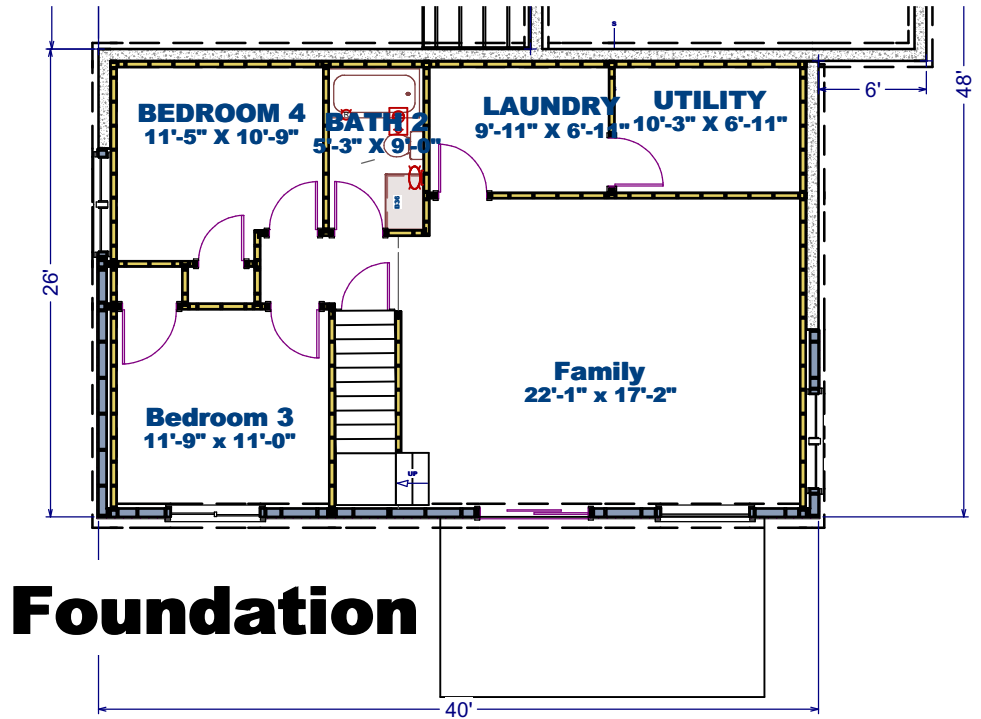 S
BEDROOM 4
11'-5" X 10'-9"
BATH 2
5'-3" X 9'-0"
LAUNDRY
9'-11" X 6'-11"
UTILITY
10'-3" X 6'-11"
6'
48'
B36
26'
Family
22'-1" x 17'-2"
Bedroom 3
11'-9" x 11'-0"
UP
Foundation
40'